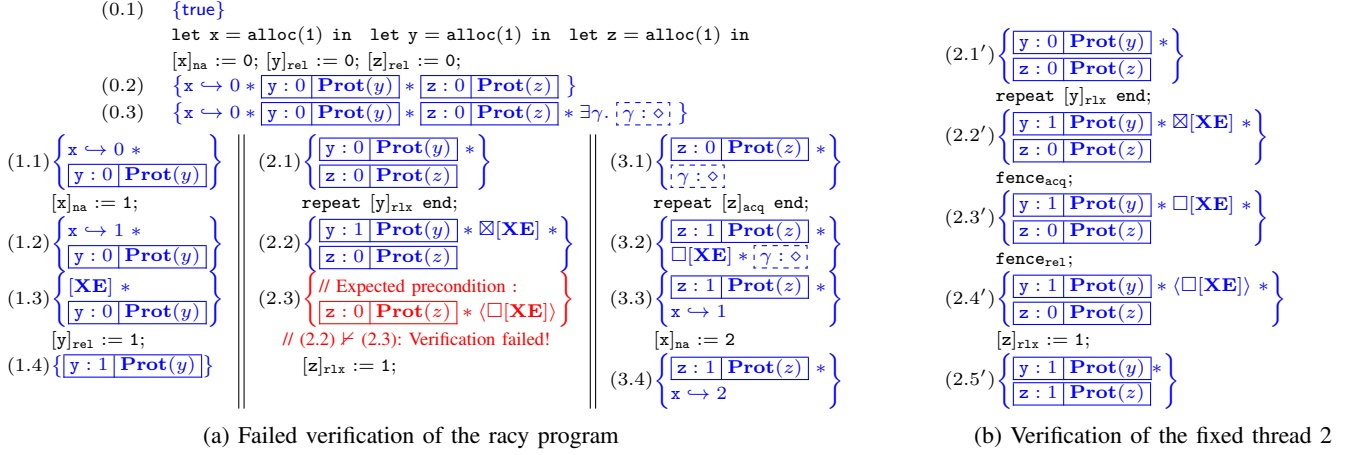 (0.1) {true}
let x = alloc(1) in let y = alloc(1) in let z = alloc(1) in
[x]na := 0; [y]rel := 0; [z]rel := 0;
(0.2) {x ↪ 0 * y : 0 | Prot(y) * z : 0 | Prot(z) }
(0.3) {x ↪ 0 * y : 0 | Prot(y) * z : 0 | Prot(z) * ∃γ. γ : ⋄ }
(1.1) { x ↪ 0 *
y : 0 | Prot(y) }
[x]na := 1;
(1.2) { x ↪ 1 *
y : 0 | Prot(y) }
(1.3) { [XE] *
y : 0 | Prot(y) }
[y]rel := 1;
(1.4) { y : 1 | Prot(y) }
(2.1) { y : 0 | Prot(y) *
z : 0 | Prot(z) }
repeat [y]rlx end;
(2.2) { y : 1 | Prot(y) * ⊠[XE] *
z : 0 | Prot(z) }
(2.3) { // Expected precondition :
z : 0 | Prot(z) * ⟨□[XE]⟩ }
// (2.2) ⊬ (2.3): Verification failed!
[z]rlx := 1;
(3.1) { z : 0 | Prot(z) *
γ : ⋄ }
repeat [z]acq end;
(3.2) { z : 1 | Prot(z) *
□[XE] * γ : ⋄ }
(3.3) { z : 1 | Prot(z) *
x ↪ 1 }
[x]na := 2
(3.4) { z : 1 | Prot(z) *
x ↪ 2 }
(a) Failed verification of the racy program
(2.1′) { y : 0 | Prot(y) *
z : 0 | Prot(z) }
repeat [y]rlx end;
(2.2′) { y : 1 | Prot(y) * ⊠[XE] *
z : 0 | Prot(z) }
fenceacq;
(2.3′) { y : 1 | Prot(y) * □[XE] *
z : 0 | Prot(z) }
fencerel;
(2.4′) { y : 1 | Prot(y) * ⟨□[XE]⟩ *
z : 0 | Prot(z) }
[z]rlx := 1;
(2.5′) { y : 1 | Prot(y) *
z : 1 | Prot(z) }
(b) Verification of the fixed thread 2